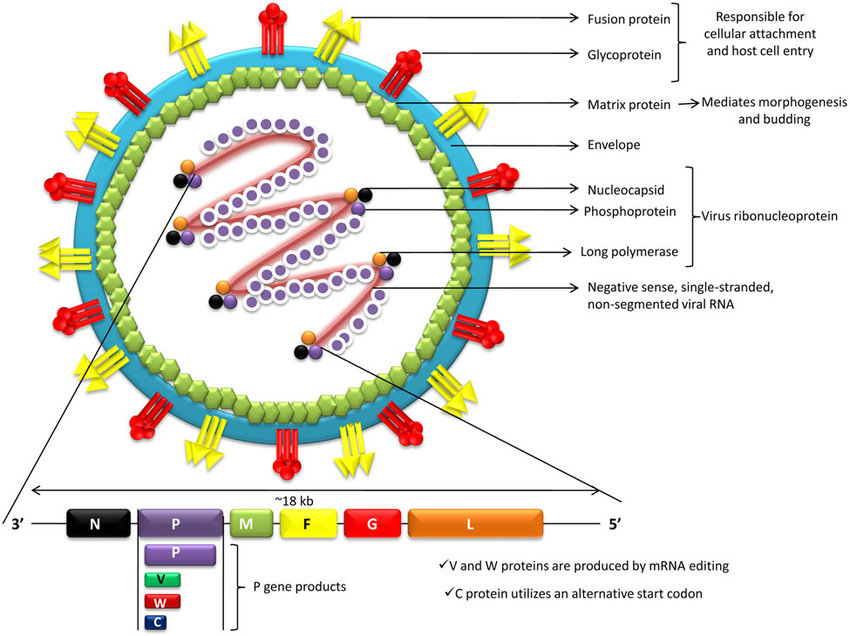 Fusion protein
Glycoprotein
Responsible for
cellular attachment
and host cell entry
Matrix protein
Mediates morphogenesis
and budding
Envelope
Nucleocapsid
Phosphoprotein
Long polymerase
Virus ribonucleoprotein
Negative sense, single-stranded,
non-segmented viral RNA
~18 kb
3’ N P M F G L 5’
P
V
W
C
P gene products
✓V and W proteins are produced by mRNA editing
✓C protein utilizes an alternative start codon